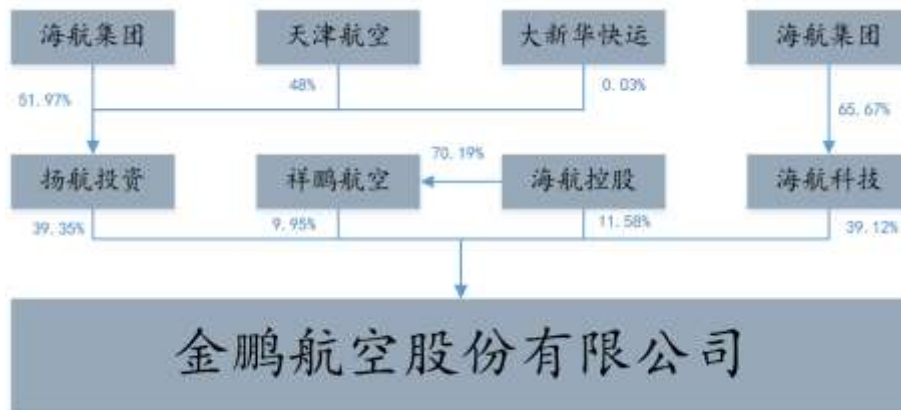 海航集团 天津航空 大新华快运 海航集团
51.97% 48% 0.03% 65.67%
70.19%
扬航投资 祥鹏航空 海航控股 海航科技
39.35% 9.95% 11.58% 39.12%
金鹏航空股份有限公司